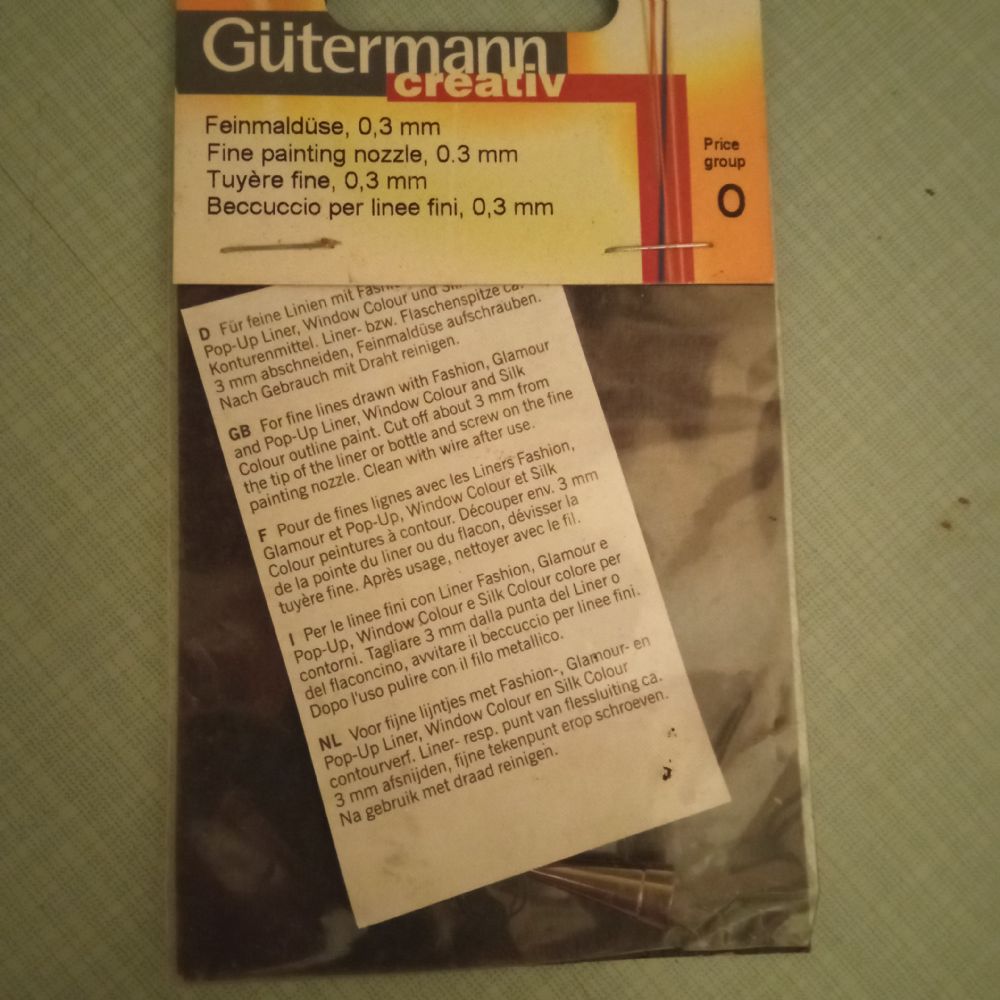 Gütermann
creativ
Feinmaldüse, 0,3 mm
Fine painting nozzle, 0.3 mm
Tuyère fine, 0,3 mm
Beccuccio per linee fini, 0,3 mm
Price
group
0
D Für feine Linien mit
Pop-Up Liner, Window Colour und
Konturenmittel. Liner- bzw. Flaschenspitze ca.
3 mm abschneiden, Feinmaldüse aufschrauben.
Nach Gebrauch mit Draht reinigen.
GB For fine lines drawn with Fashion, Glamour
and Pop-Up Liner, Window Colour and Silk
Colour outline paint. Cut off about 3 mm from
the tip of the liner or bottle and screw on the fine
painting nozzle. Clean with wire after use.
F Pour de fines lignes avec les Liners Fashion,
Glamour et Pop-Up, Window Colour et Silk
Colour peintures à contour. Découper env. 3 mm
de la pointe du liner ou du flacon, dévisser la
tuyère fine. Après usage, nettoyer avec le fil.
I Per le linee fini con Liner Fashion, Glamour e
Pop-Up, Window Colour e Silk Colour colore per
contorni. Tagliare 3 mm dalla punta del Liner o
del flaconcino, avvitare il beccuccio per linee fini.
Dopo l'uso pulire con il filo metallico.
NL Voor fijne lijntjes met Fashion-, Glamour- en
Pop-Up Liner, Window Colour en Silk Colour
contourverf. Liner- resp. punt van flessluiting ca.
3 mm afsnijden, fijne tekenpunt erop schroeven.
Na gebruik met draad reinigen.